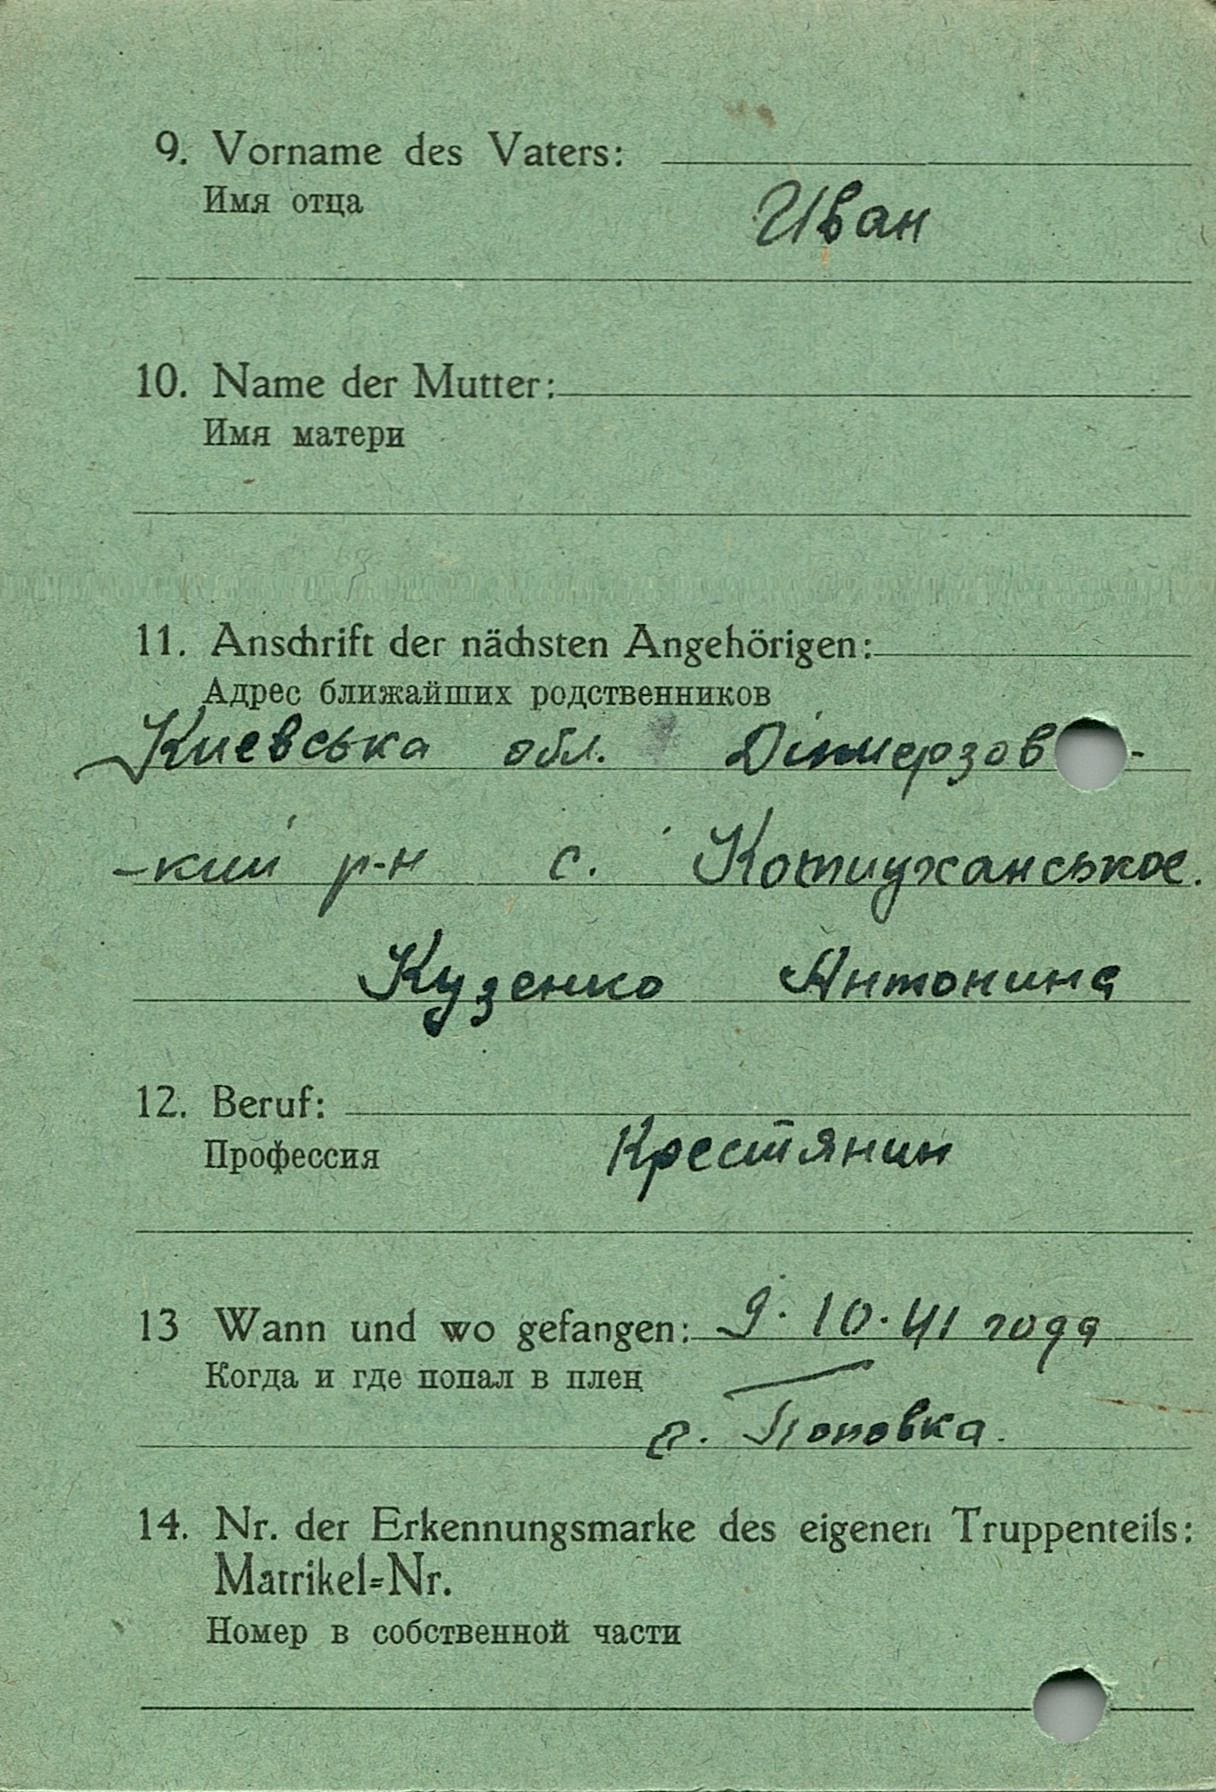 9. Vorname des Vaters:
Имя отца
Иван
10. Name der Mutter:
Имя матери
11. Anschrift der nächsten Angehörigen:
Адрес ближайших родственников
Киевська обл. Дімерзов-
-кий р-н с. Катюжанськое.
Кузенко Антонина
12. Beruf:
Профессия
Крестянин
13 Wann und wo gefangen: 9.10.41 года
Когда и где попал в плен
г. Поповка.
14. Nr. der Erkennungsmarke des eigenen Truppenteils:
Matrikel=Nr.
Номер в собственной части